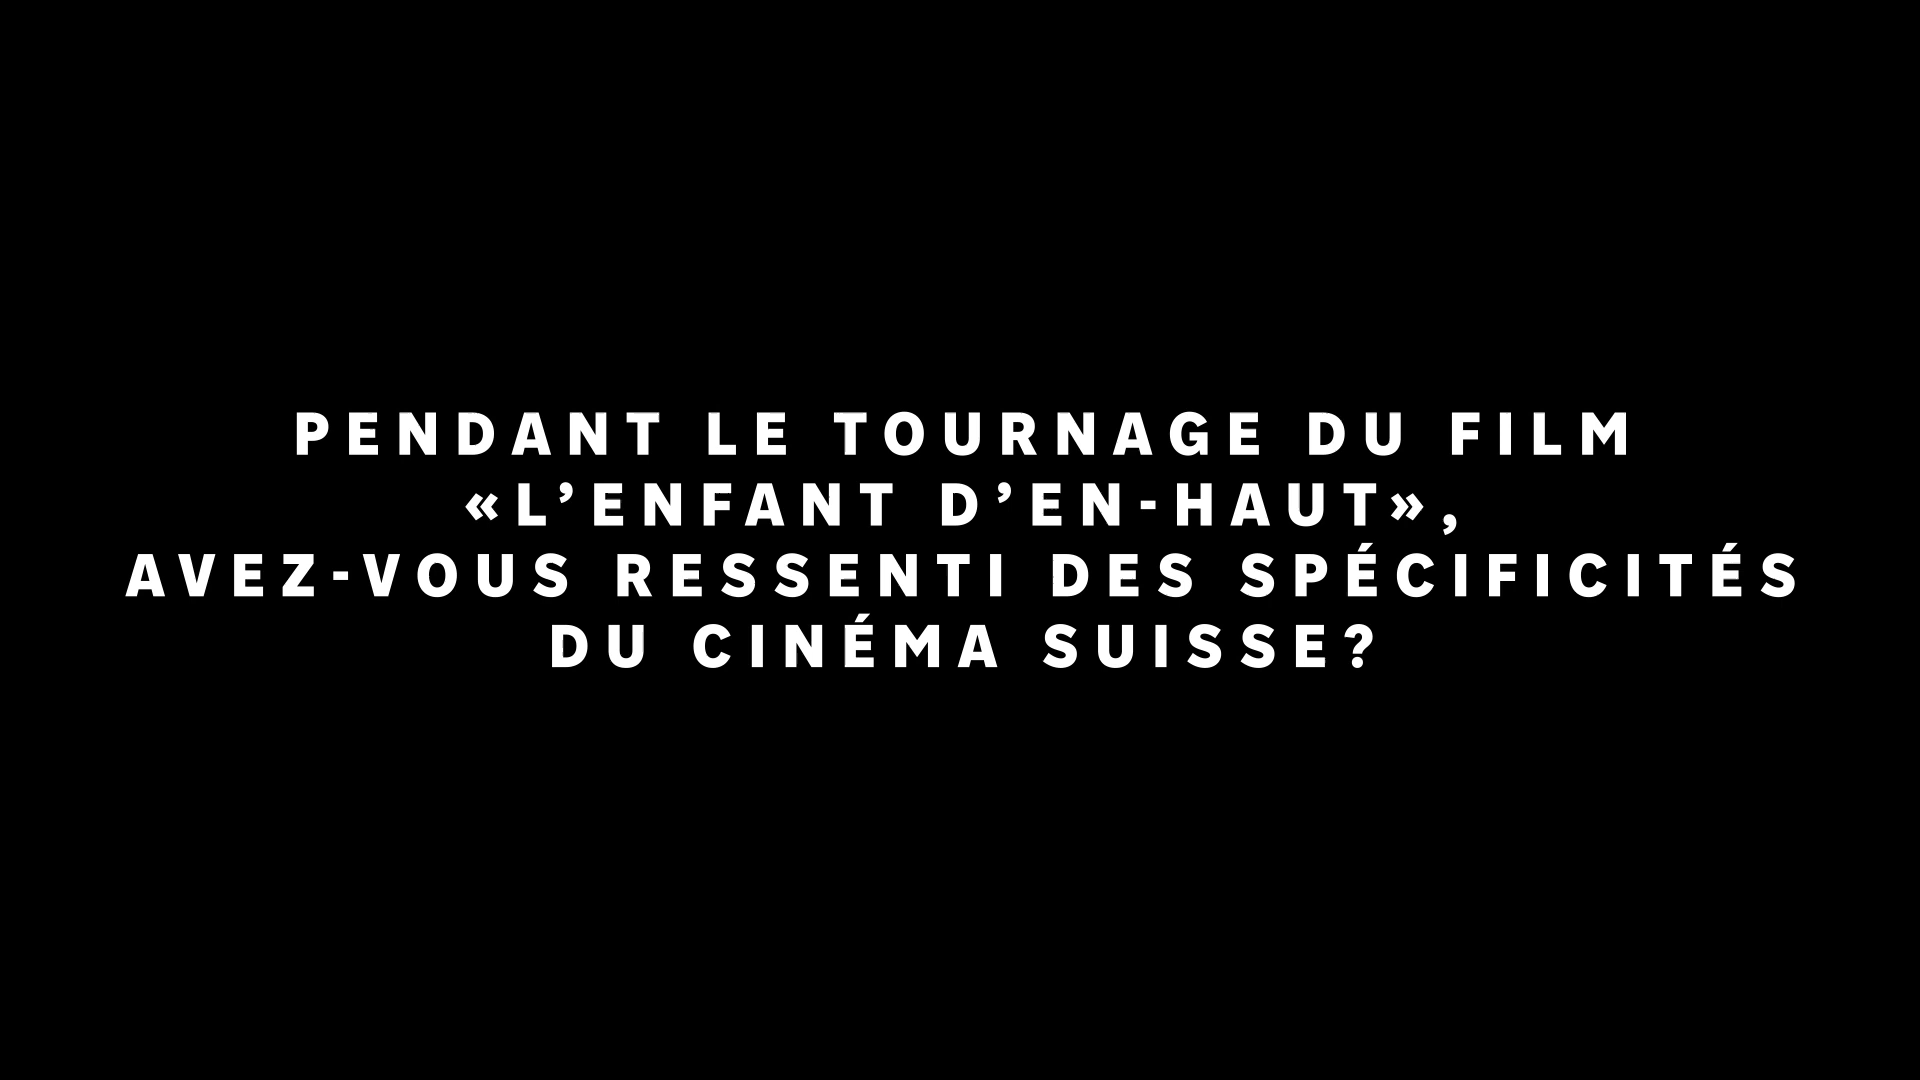 PENDANT LE TOURNAGE DU FILM
«L’ENFANT D’EN-HAUT»,
AVEZ-VOUS RESSENTI DES SPÉCIFICITÉS
DU CINÉMA SUISSE?